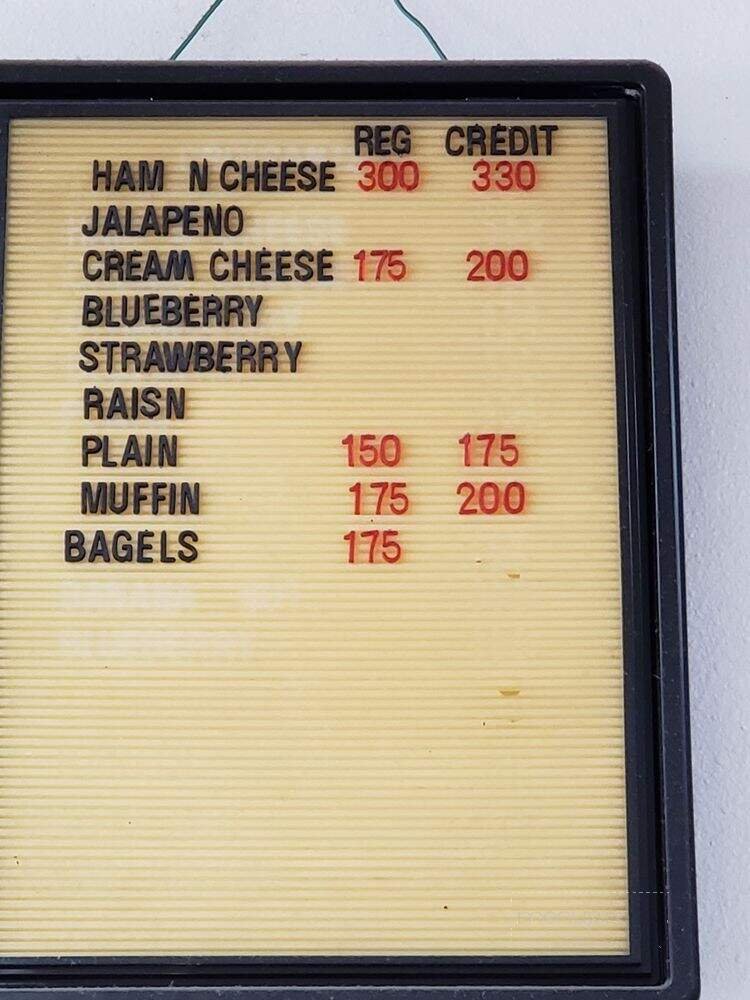 REG CREDIT
HAM N CHEESE 300 330
JALAPENO
CREAM CHEESE 175 200
BLUEBERRY
STRAWBERRY
RAISN
PLAIN 150 175
MUFFIN 175 200
BAGELS 175